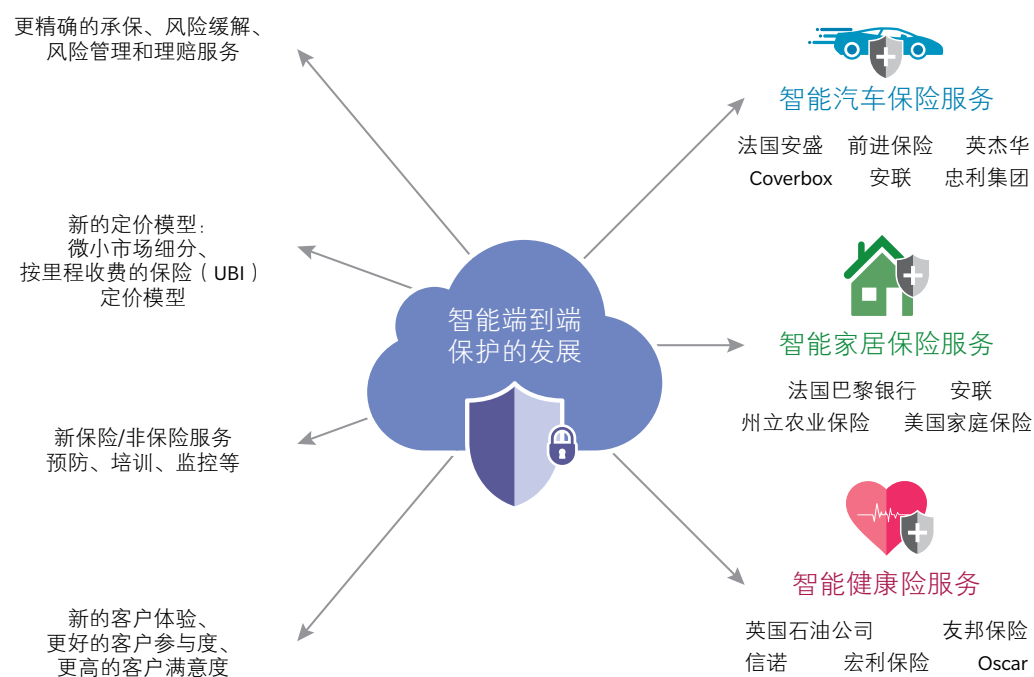 更精确的承保、风险缓解、
风险管理和理赔服务
新的定价模型：
微小市场细分、
按里程收费的保险（UBI）
定价模型
新保险/非保险服务
预防、培训、监控等
新的客户体验、
更好的客户参与度、
更高的客户满意度
智能端到端
保护的发展
智能汽车保险服务
法国安盛 前进保险 英杰华
Coverbox 安联 忠利集团
智能家居保险服务
法国巴黎银行 安联
州立农业保险 美国家庭保险
智能健康险服务
英国石油公司 友邦保险
信诺 宏利保险 Oscar